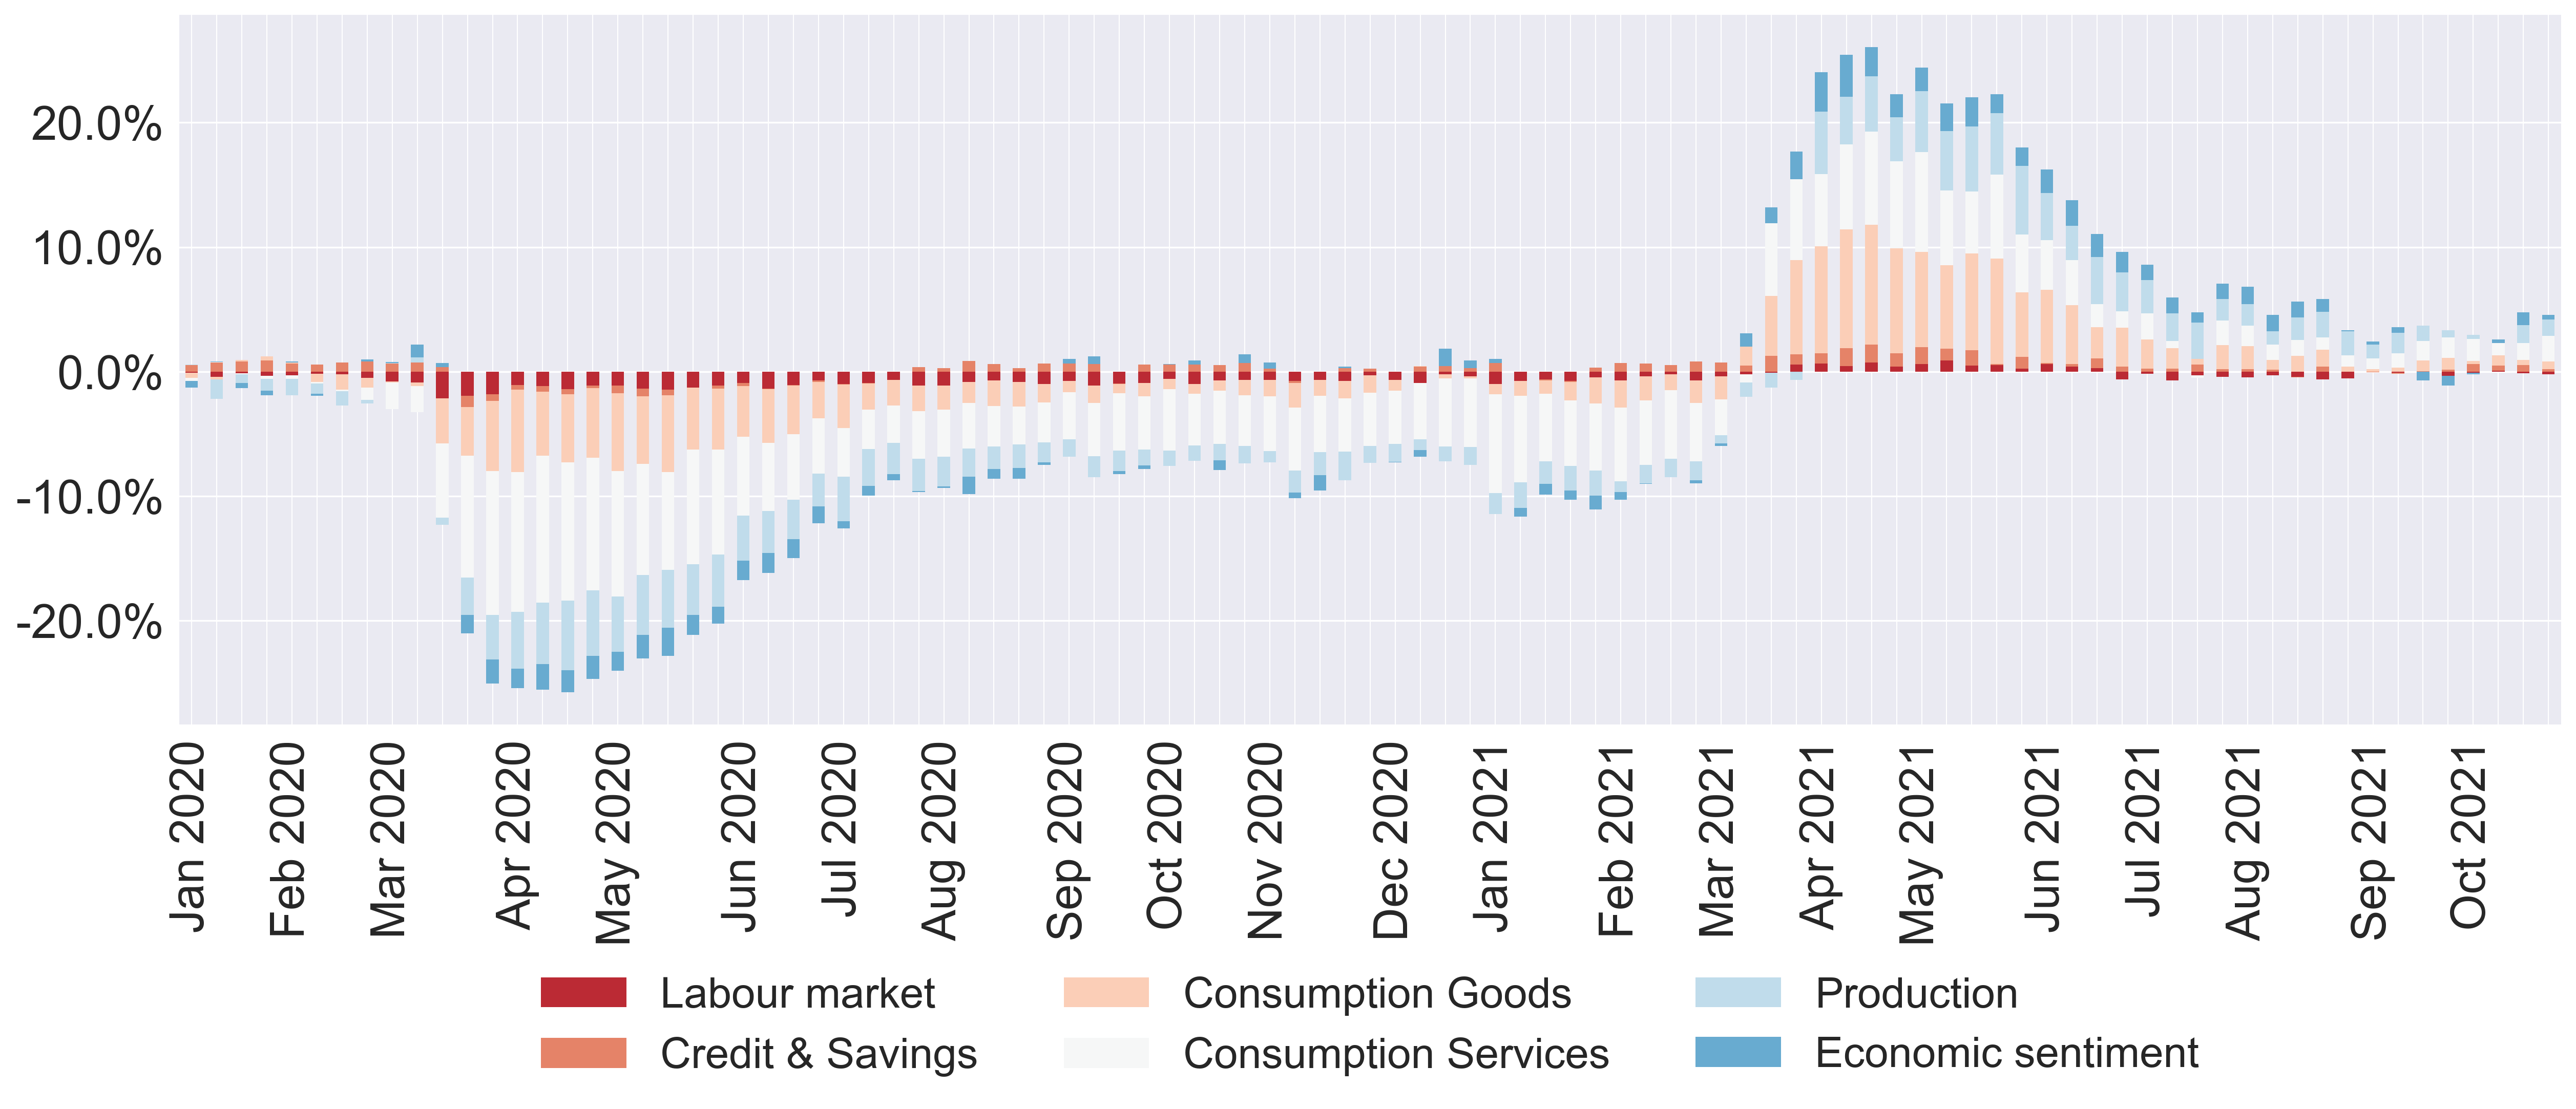 20.0%
10.0%
0.0%
-10.0%
-20.0%
Jan 2020
Feb 2020
Mar 2020
Apr 2020
May 2020
Jun 2020
Jul 2020
Aug 2020
Sep 2020
Oct 2020
Nov 2020
Dec 2020
Jan 2021
Feb 2021
Mar 2021
Apr 2021
May 2021
Jun 2021
Jul 2021
Aug 2021
Sep 2021
Oct 2021
Labour market
Consumption Goods
Production
Credit & Savings
Consumption Services
Economic sentiment